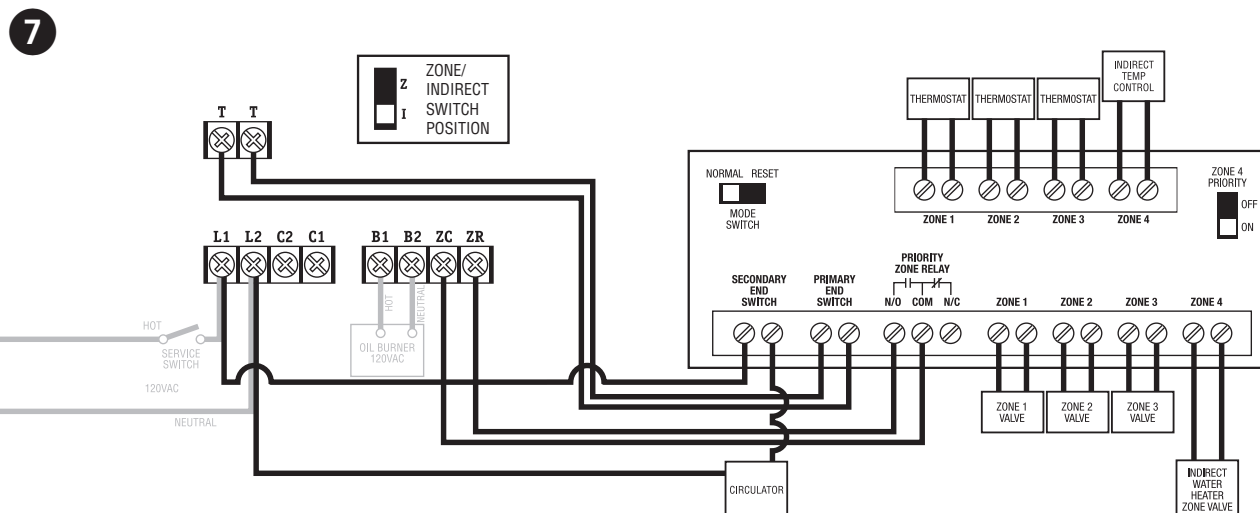 7
Z
I
ZONE/
INDIRECT
SWITCH
POSITION
T T
THERMOSTAT
THERMOSTAT
THERMOSTAT
INDIRECT
TEMP
CONTROL
NORMAL RESET
MODE
SWITCH
ZONE 1 ZONE 2 ZONE 3 ZONE 4
ZONE 4
PRIORITY
OFF
ON
L1 L2 C2 C1
B1 B2 ZC ZR
SECONDARY
END
SWITCH
PRIMARY
END
SWITCH
PRIORITY
ZONE RELAY
N/O COM N/C
ZONE 1 ZONE 2 ZONE 3 ZONE 4
HOT
SERVICE
SWITCH
120VAC
NEUTRAL
HOT
NEUTRAL
OIL BURNER
120VAC
ZONE 1
VALVE
ZONE 2
VALVE
ZONE 3
VALVE
CIRCULATOR
INDIRECT
WATER
HEATER
ZONE VALVE